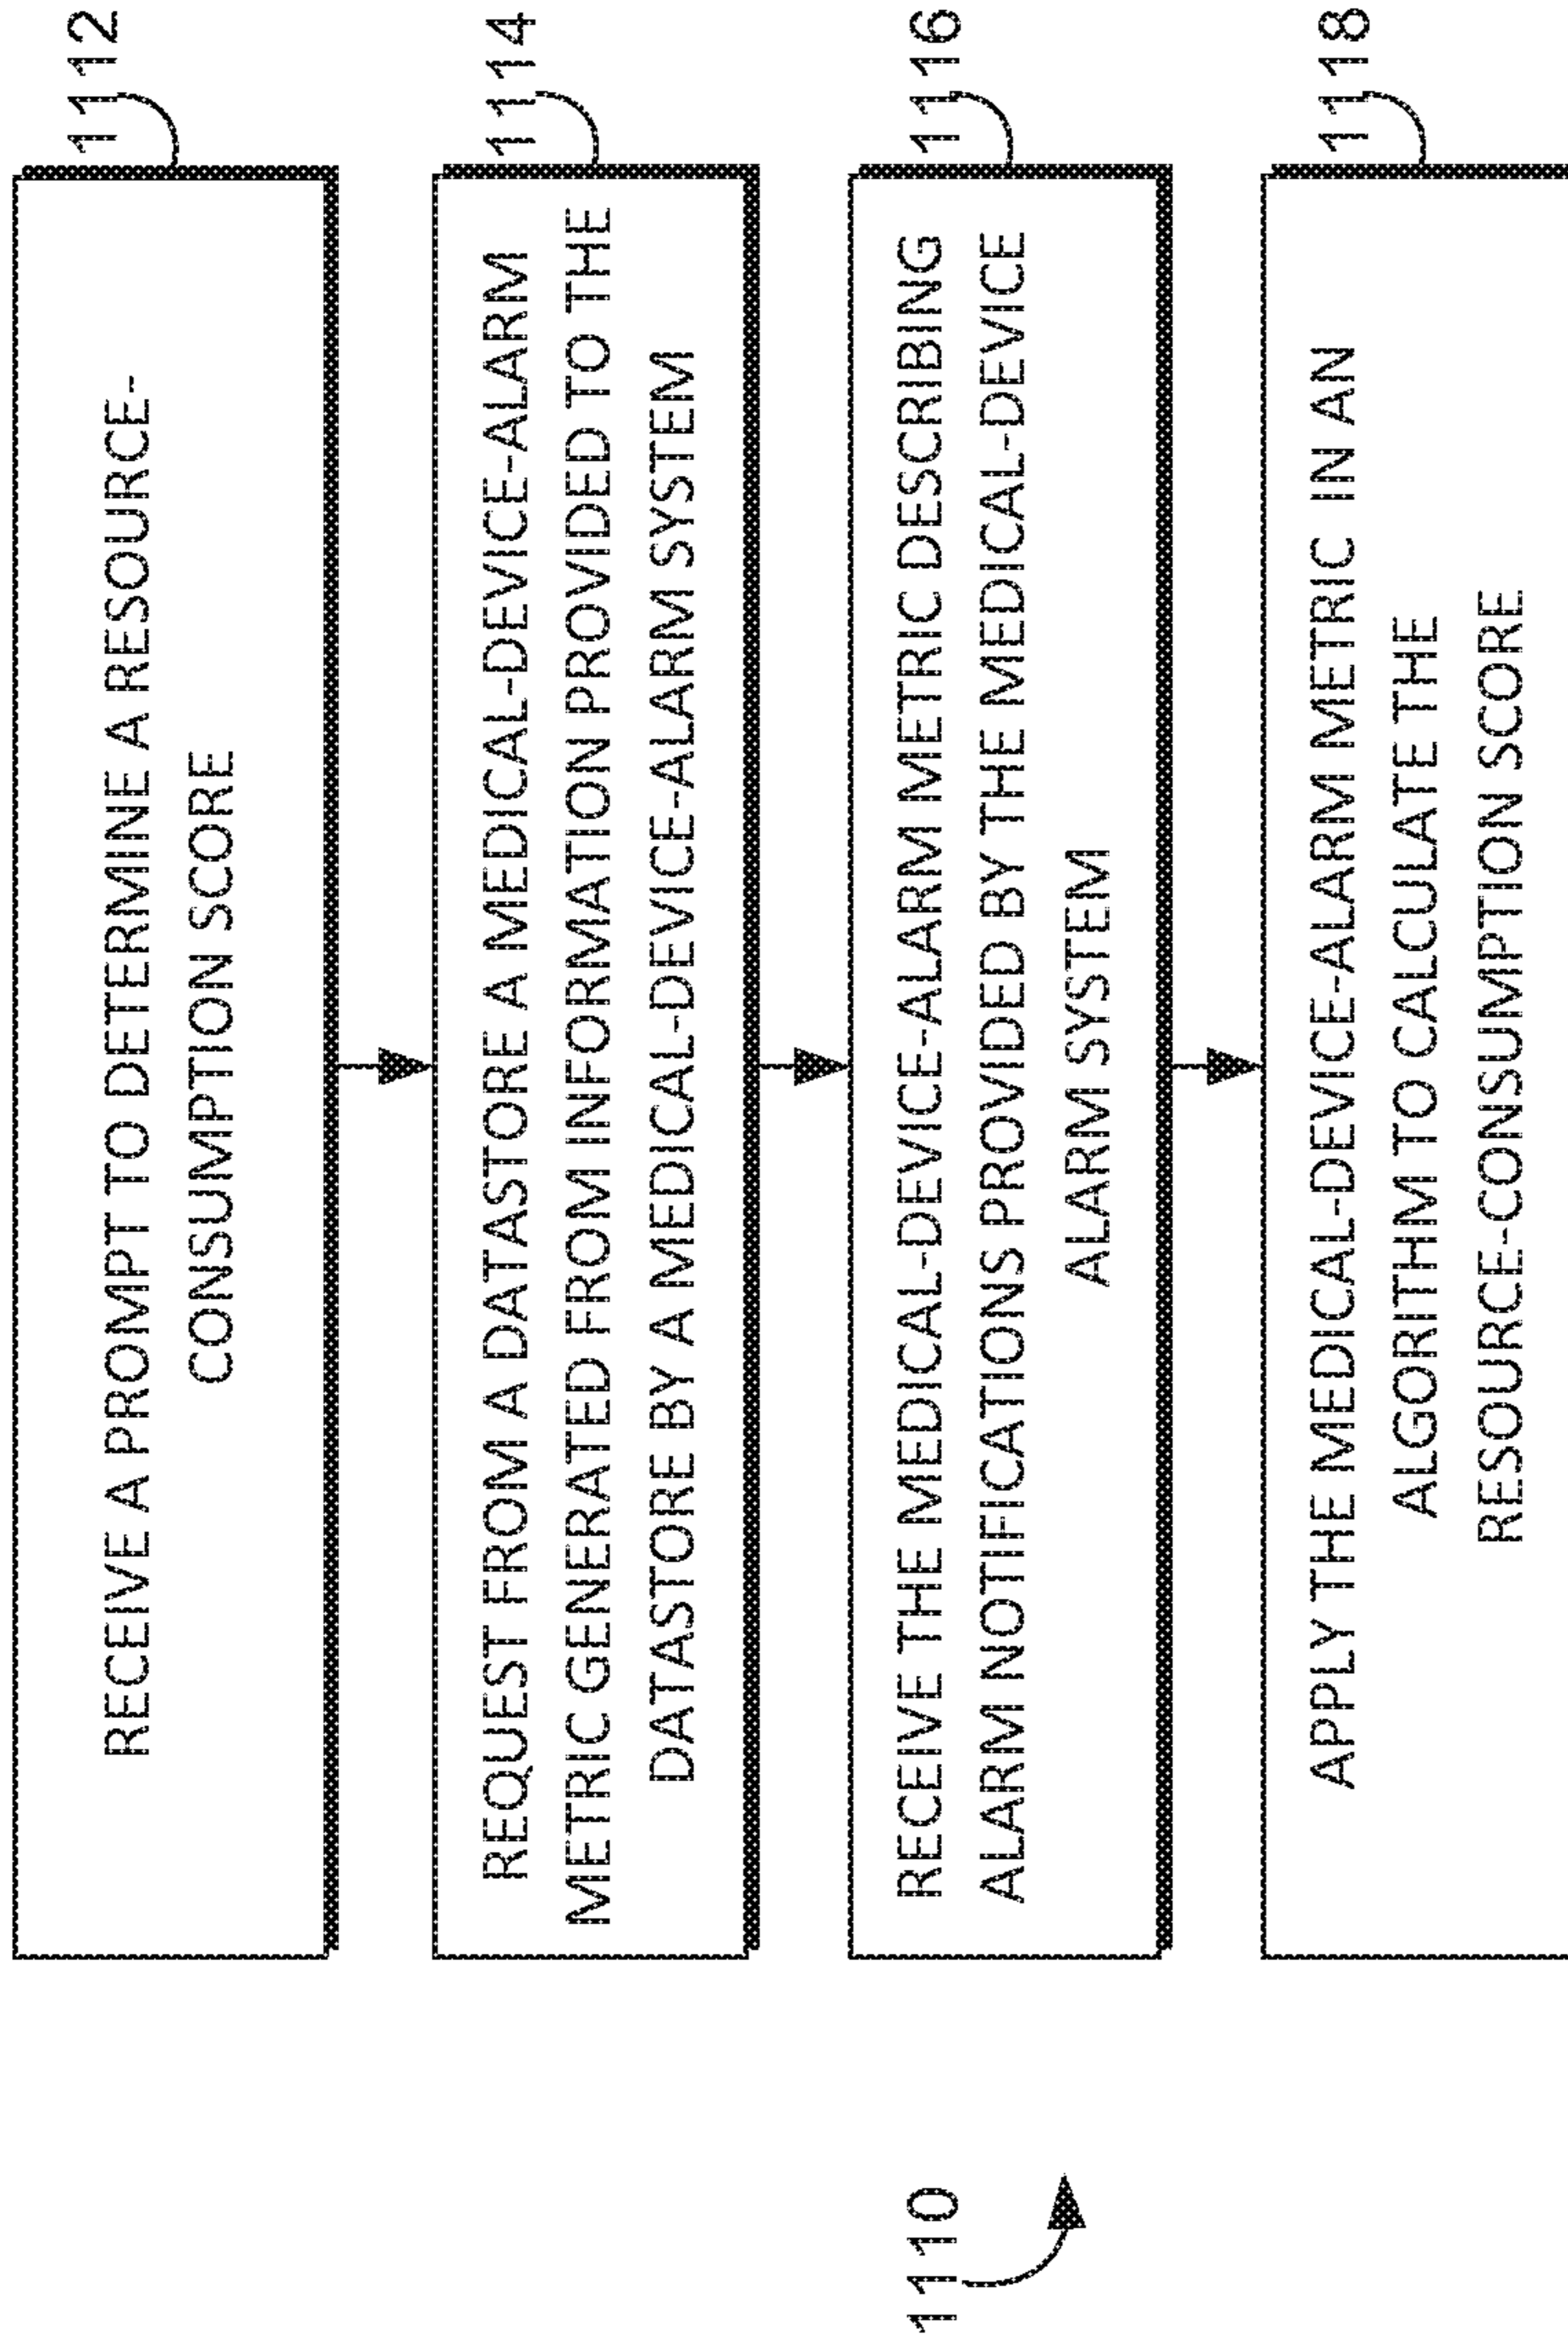 1112
RECEIVE A PROMPT TO DETERMINE A RESOURCE-
CONSUMPTION SCORE
1114
REQUEST FROM A DATASTORE A MEDICAL-DEVICE-ALARM
METRIC GENERATED FROM INFORMATION PROVIDED TO THE
DATASTORE BY A MEDICAL-DEVICE-ALARM SYSTEM
1116
RECEIVE THE MEDICAL-DEVICE-ALARM METRIC DESCRIBING
ALARM NOTIFICATIONS PROVIDED BY THE MEDICAL-DEVICE
ALARM SYSTEM
1118
APPLY THE MEDICAL-DEVICE-ALARM METRIC IN AN
ALGORITHM TO CALCULATE THE
RESOURCE-CONSUMPTION SCORE
1110